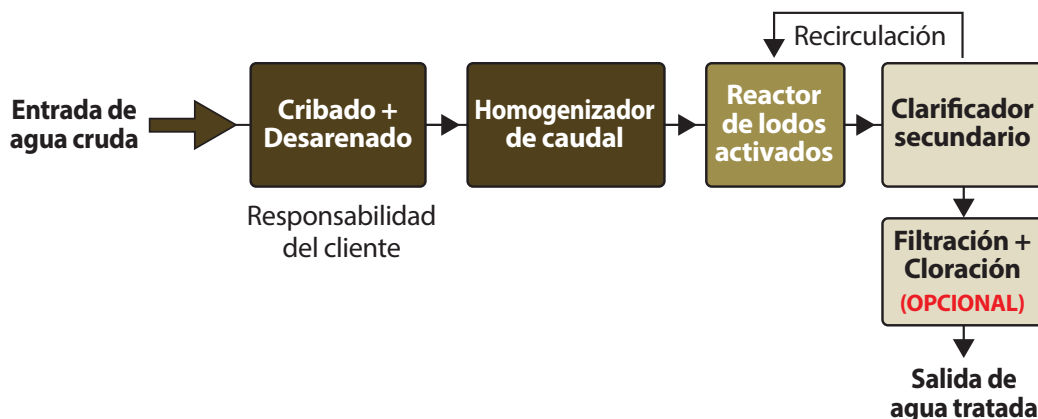 Entrada de
agua cruda
Cribado +
Desarenado
Responsabilidad
del cliente
Homogenizador
de caudal
Reactor
de lodos
activados
Recirculación
Clarificador
secundario
Filtración +
Cloración
(OPCIONAL)
Salida de
agua tratada